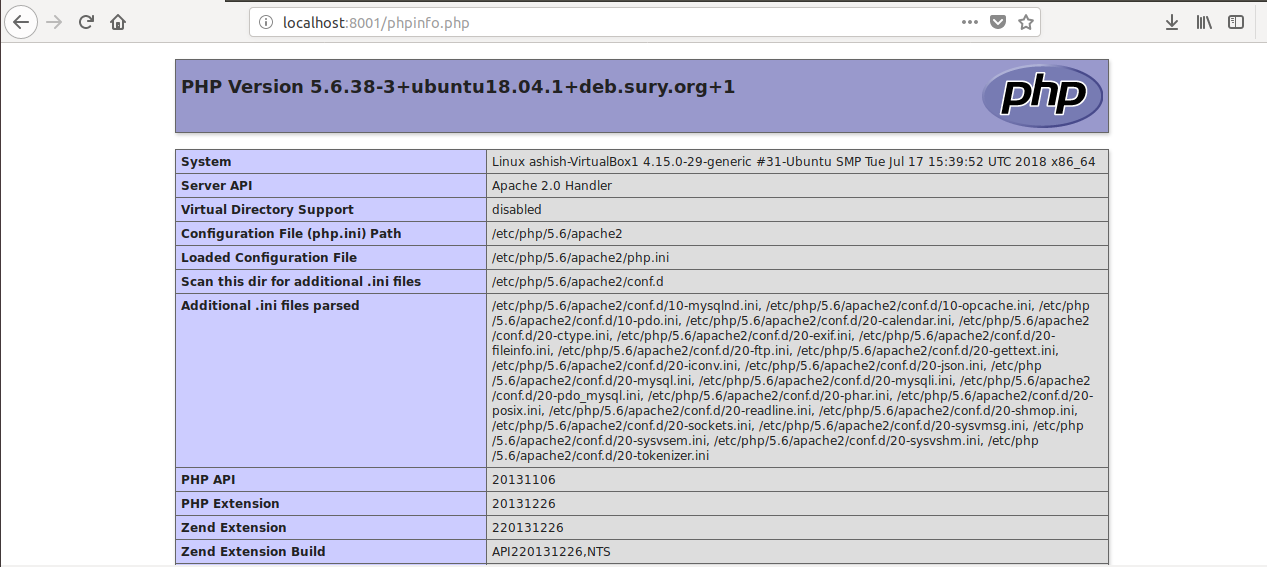 localhost:8001/phpinfo.php
PHP Version 5.6.38-3+ubuntu18.04.1+deb.sury.org+1
php
System
Linux ashish-VirtualBox1 4.15.0-29-generic #31-Ubuntu SMP Tue Jul 17 15:39:52 UTC 2018 x86_64
Server API
Apache 2.0 Handler
Virtual Directory Support
disabled
Configuration File (php.ini) Path
/etc/php/5.6/apache2
Loaded Configuration File
/etc/php/5.6/apache2/php.ini
Scan this dir for additional .ini files
/etc/php/5.6/apache2/conf.d
Additional .ini files parsed
/etc/php/5.6/apache2/conf.d/10-mysqlnd.ini, /etc/php/5.6/apache2/conf.d/10-opcache.ini, /etc/php
/5.6/apache2/conf.d/10-pdo.ini, /etc/php/5.6/apache2/conf.d/20-calendar.ini, /etc/php/5.6/apache2
/conf.d/20-ctype.ini, /etc/php/5.6/apache2/conf.d/20-exif.ini, /etc/php/5.6/apache2/conf.d/20-
fileinfo.ini, /etc/php/5.6/apache2/conf.d/20-ftp.ini, /etc/php/5.6/apache2/conf.d/20-gettext.ini,
/etc/php/5.6/apache2/conf.d/20-iconv.ini, /etc/php/5.6/apache2/conf.d/20-json.ini, /etc/php
/5.6/apache2/conf.d/20-mysql.ini, /etc/php/5.6/apache2/conf.d/20-mysqli.ini, /etc/php/5.6/apache2
/conf.d/20-pdo_mysql.ini, /etc/php/5.6/apache2/conf.d/20-phar.ini, /etc/php/5.6/apache2/conf.d/20-
posix.ini, /etc/php/5.6/apache2/conf.d/20-readline.ini, /etc/php/5.6/apache2/conf.d/20-shmop.ini,
/etc/php/5.6/apache2/conf.d/20-sockets.ini, /etc/php/5.6/apache2/conf.d/20-sysvmsg.ini, /etc/php
/5.6/apache2/conf.d/20-sysvsem.ini, /etc/php/5.6/apache2/conf.d/20-sysvshm.ini, /etc/php
/5.6/apache2/conf.d/20-tokenizer.ini
PHP API
20131106
PHP Extension
20131226
Zend Extension
220131226
Zend Extension Build
API220131226,NTS